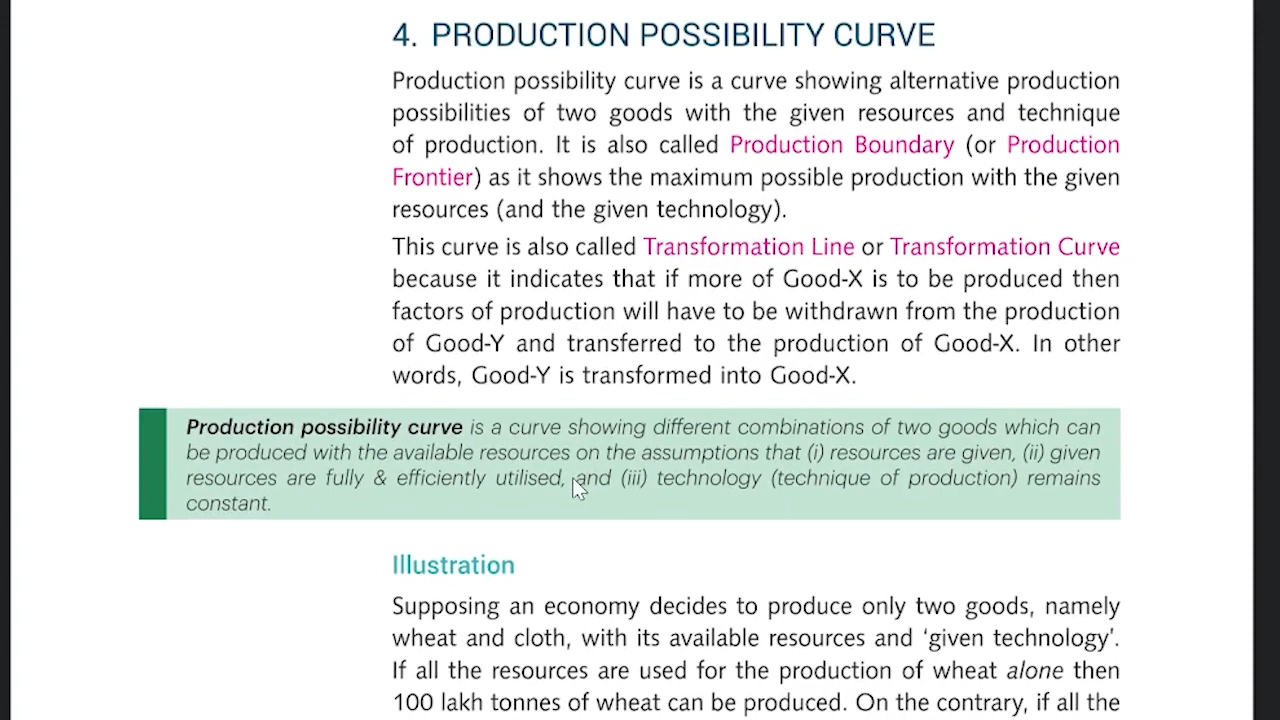 4. PRODUCTION POSSIBILITY CURVE
Production possibility curve is a curve showing alternative production
possibilities of two goods with the given resources and technique
of production. It is also called Production Boundary (or Production
Frontier) as it shows the maximum possible production with the given
resources (and the given technology).
This curve is also called Transformation Line or Transformation Curve
because it indicates that if more of Good-X is to be produced then
factors of production will have to be withdrawn from the production
of Good-Y and transferred to the production of Good-X. In other
words, Good-Y is transformed into Good-X.
Production possibility curve is a curve showing different combinations of two goods which can
be produced with the available resources on the assumptions that (i) resources are given, (ii) given
resources are fully & efficiently utilised, and (iii) technology (technique of production) remains
constant.
Illustration
Supposing an economy decides to produce only two goods, namely
wheat and cloth, with its available resources and ‘given technology’.
If all the resources are used for the production of wheat alone then
100 lakh tonnes of wheat can be produced. On the contrary, if all the